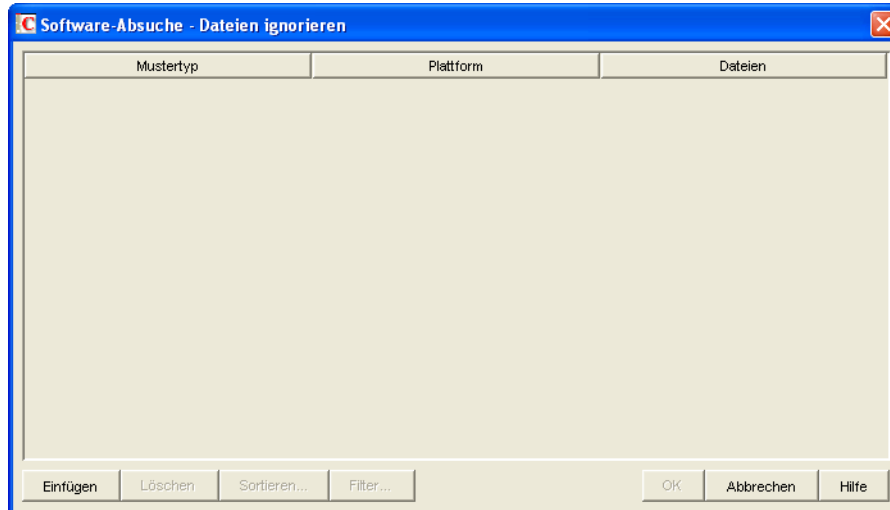 C Software-Absuche - Dateien ignorieren
Mustertyp Plattform Dateien
Einfügen Löschen Sortieren... Filter... OK Abbrechen Hilfe